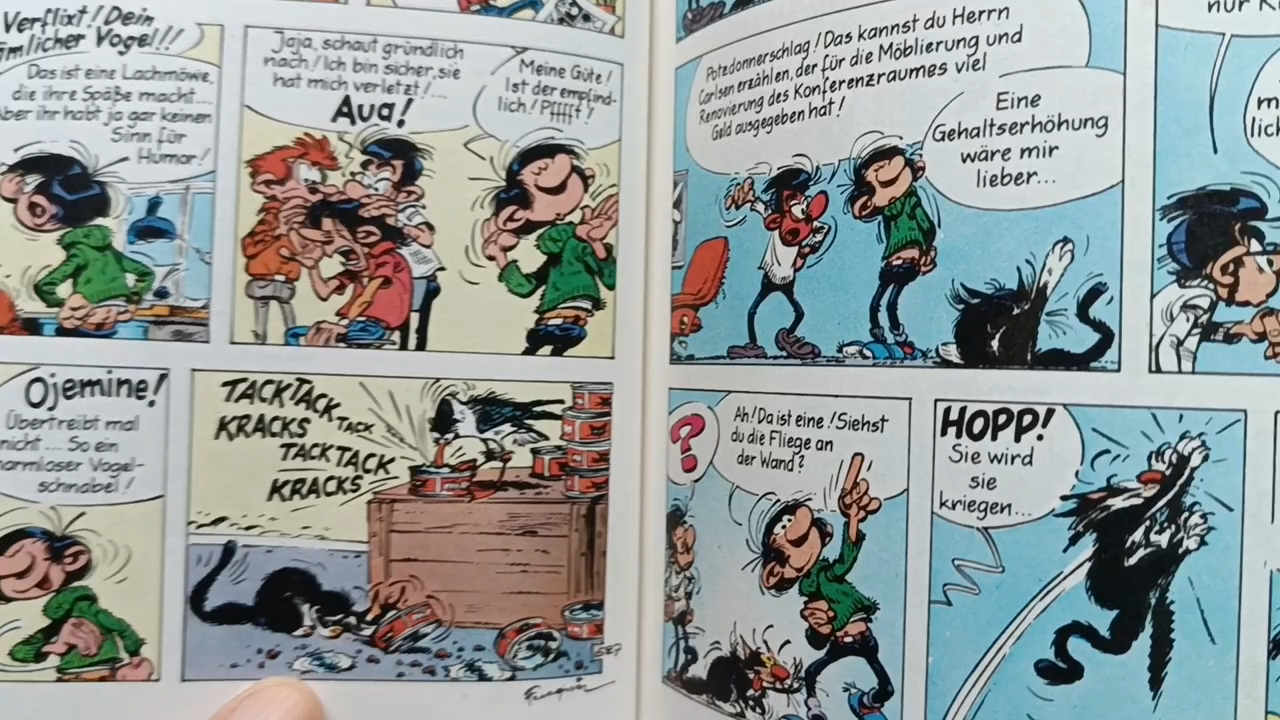 Verflixt! Dein
Vogel!!
Das ist eine Lachmöwe,
die ihre Späße macht....
ihr habt ja gar keinen
Sinn für
Humor!
Jaja, schaut gründlich
nach! Ich bin sicher, sie
hat mich verletzt!...
Aua!
Meine Güte!
Ist der empfind-
lich! Pfffft!
Ojemine!
Übertreibt mal
nicht.... So ein
harmloser Vogel-
schnabel!
TACKTACK
KRACKS TACK
TACKTACK
KRACKS
587
Franquin
Potzdonnerschlag! Das kannst du Herrn
Carlsen erzählen, der für die Möblierung und
Renovierung des Konferenzraumes viel
Geld ausgegeben hat!
Eine
Gehaltserhöhung
wäre mir
lieber...
nur
?
Ah! Da ist eine! Siehst
du die Fliege an
der Wand?
HOPP!
Sie wird
sie
kriegen...